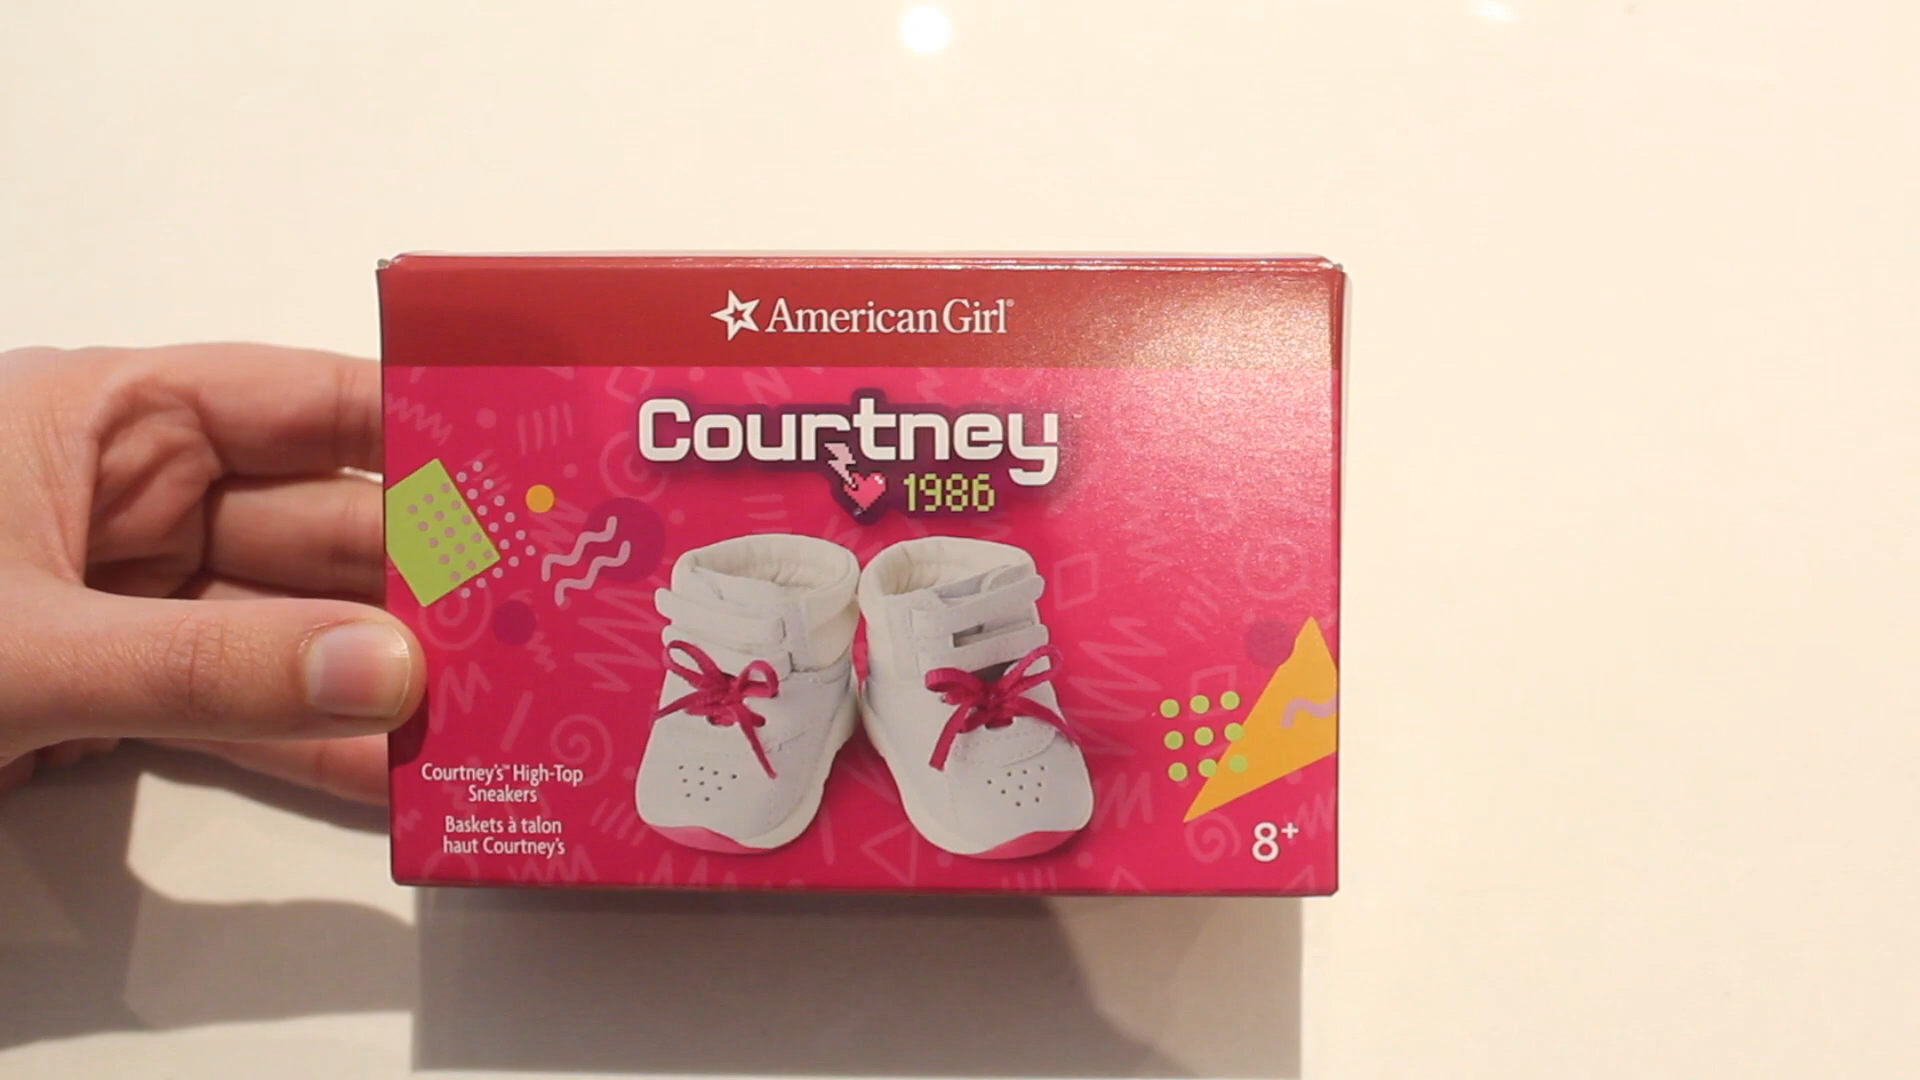 American Girl®
Courtney
1986
Courtney's™ High-Top
Sneakers
Baskets à talon
haut Courtney's
8+